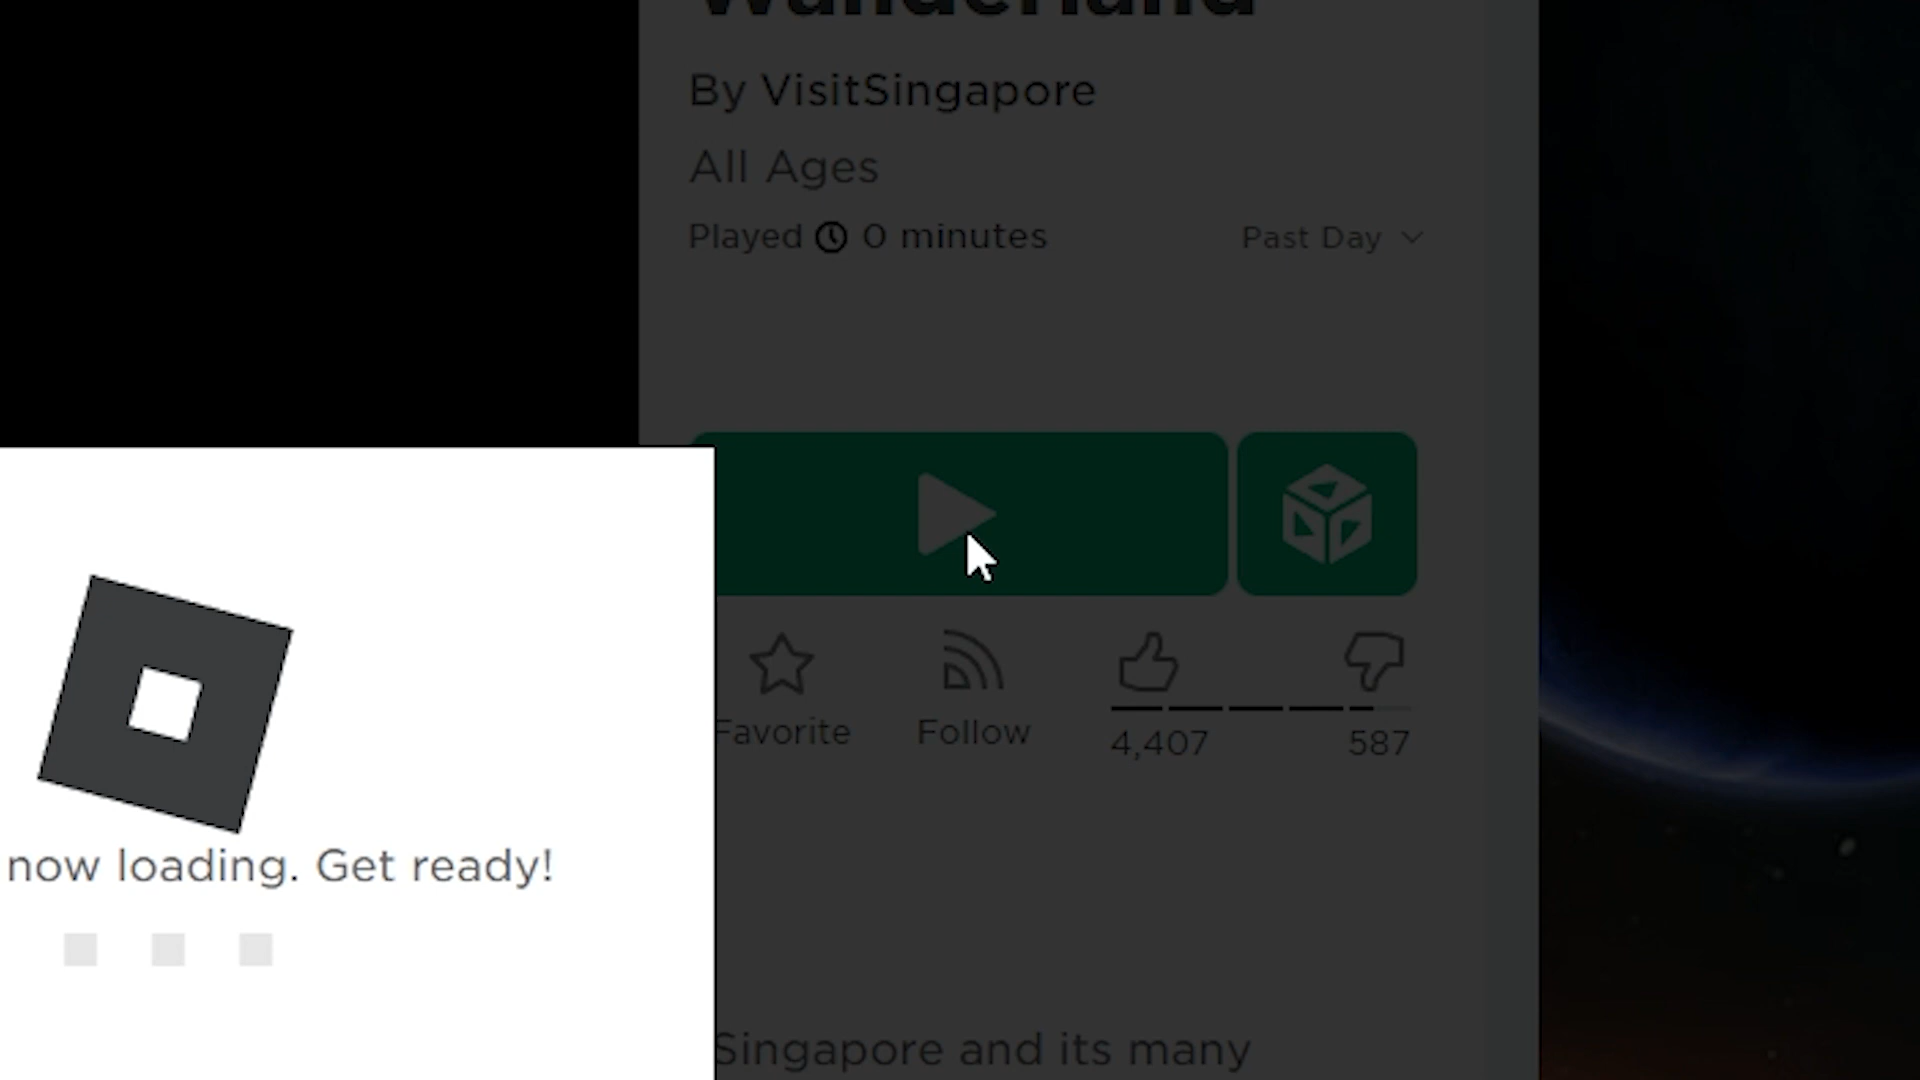 Wanderland
By VisitSingapore
All Ages
Played 0 minutes
Past Day
Favorite
Follow
4,407
587
now loading. Get ready!
Singapore and its many